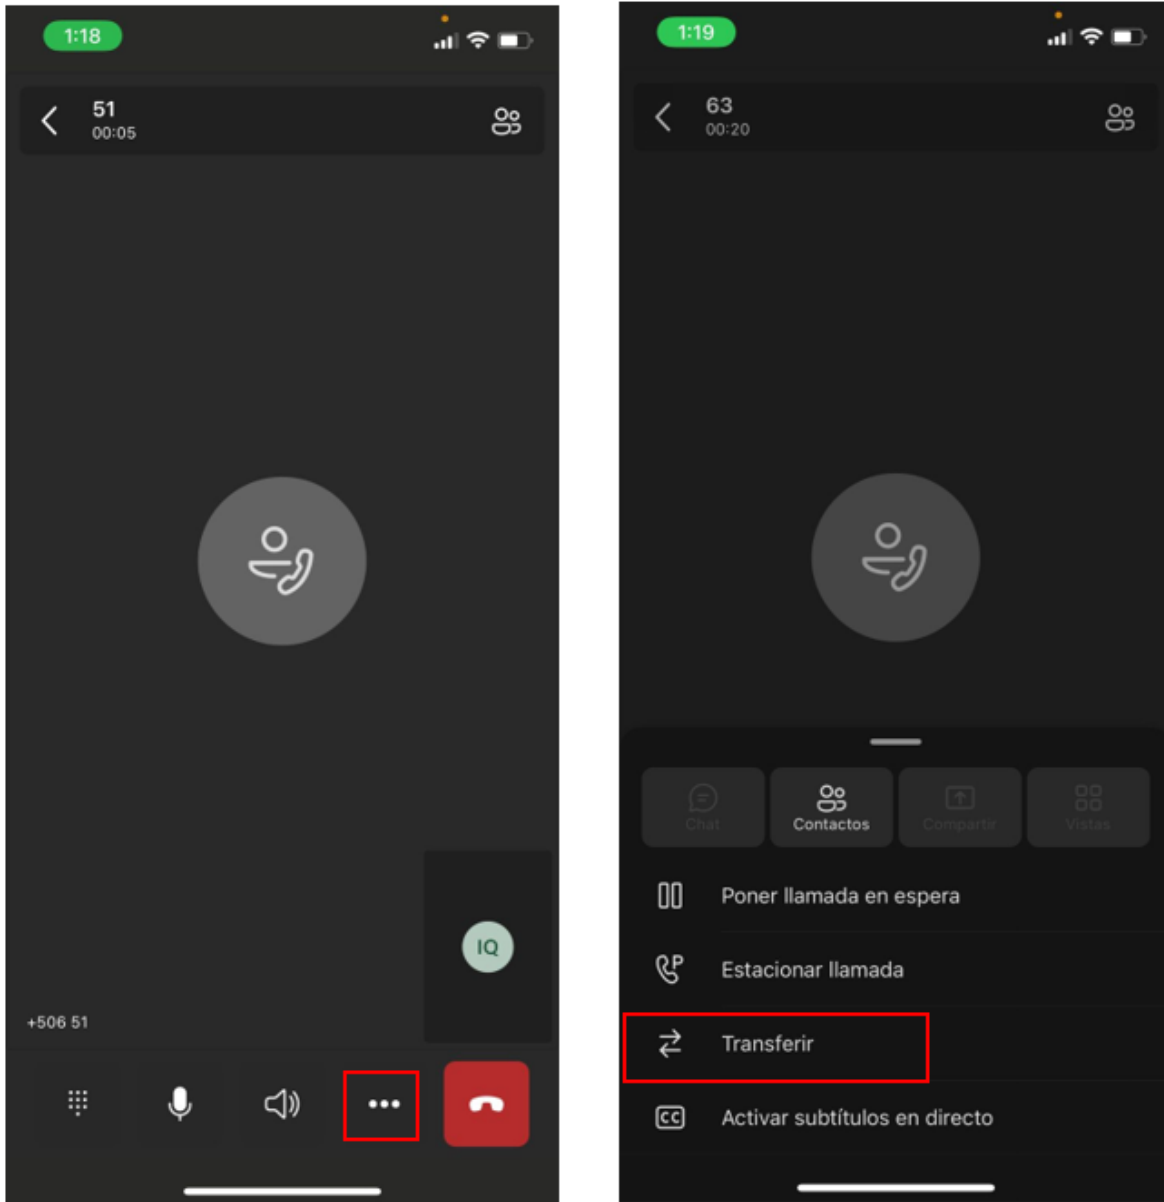 1:18
51
00:05
IQ
+506 51
1:19
63
00:20
Chat
Contactos
Compartir
Vistas
Poner llamada en espera
Estacionar llamada
Transferir
CC
Activar subtítulos en directo